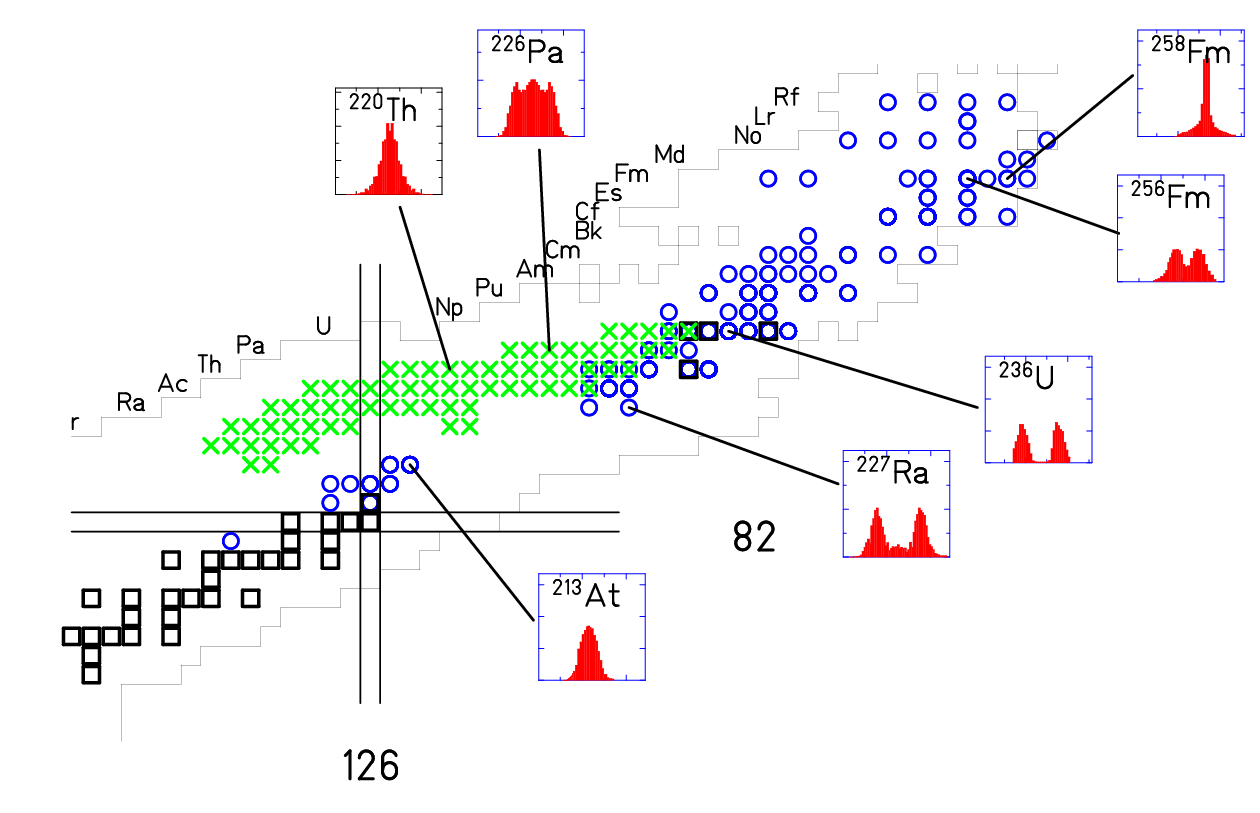 258Fm
226Pa
220Th
Rf
Lr
No
Md
Fm
Es
Cf
Bk
Cm
Am
Pu
Np
U
Pa
Th
Ac
Ra
r
256Fm
236U
227Ra
82
213At
126